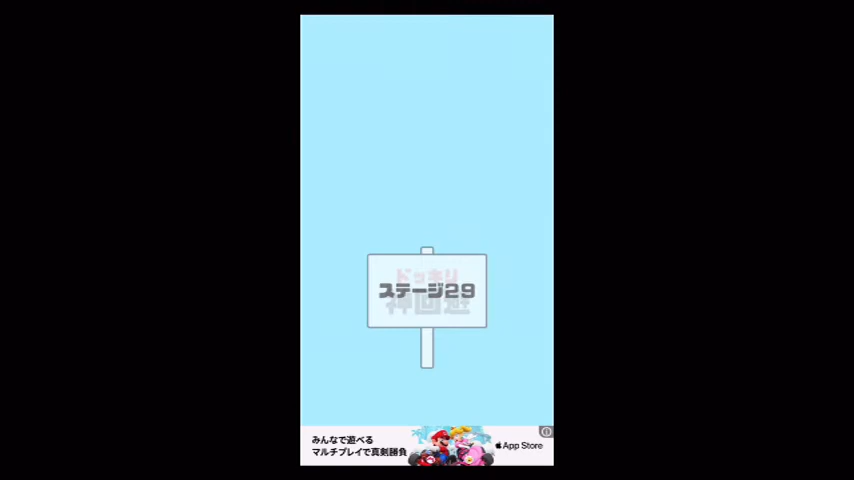 ドッキリ
神回避
ステージ29
みんなで遊べる
マルチプレイで真剣勝負
App Store